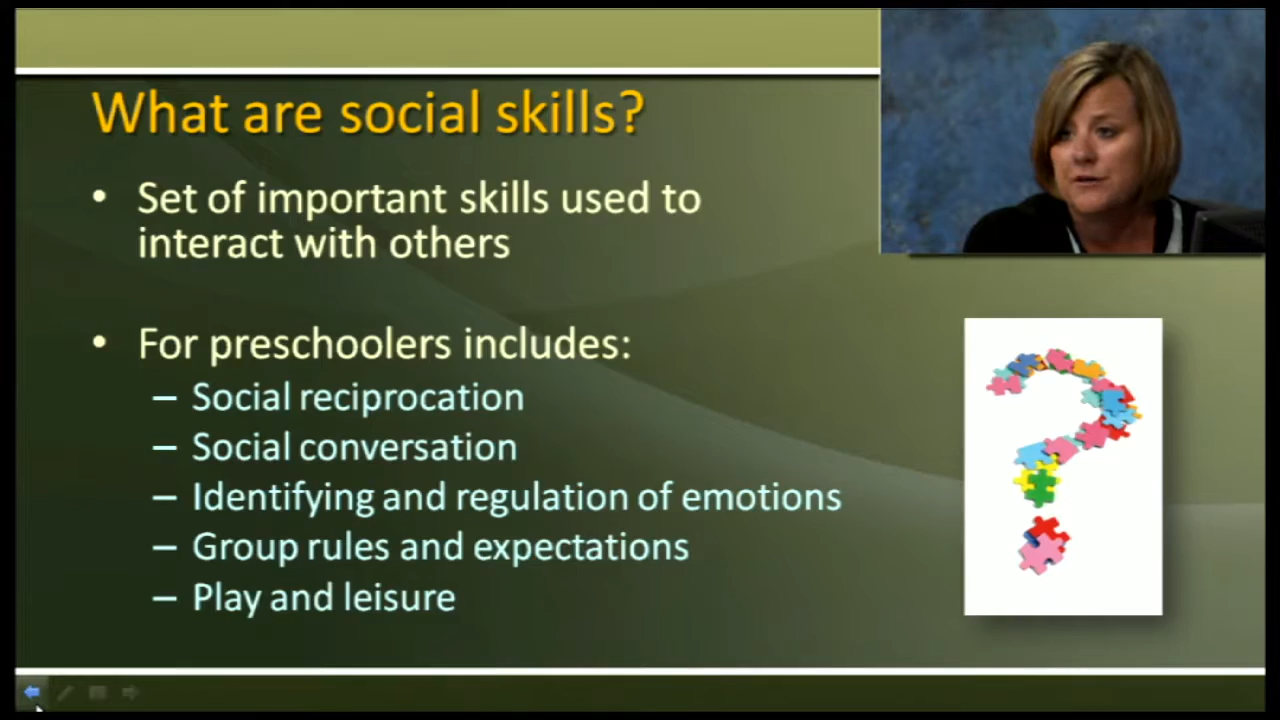 What are social skills?
• Set of important skills used to
interact with others
• For preschoolers includes:
– Social reciprocation
– Social conversation
– Identifying and regulation of emotions
– Group rules and expectations
– Play and leisure